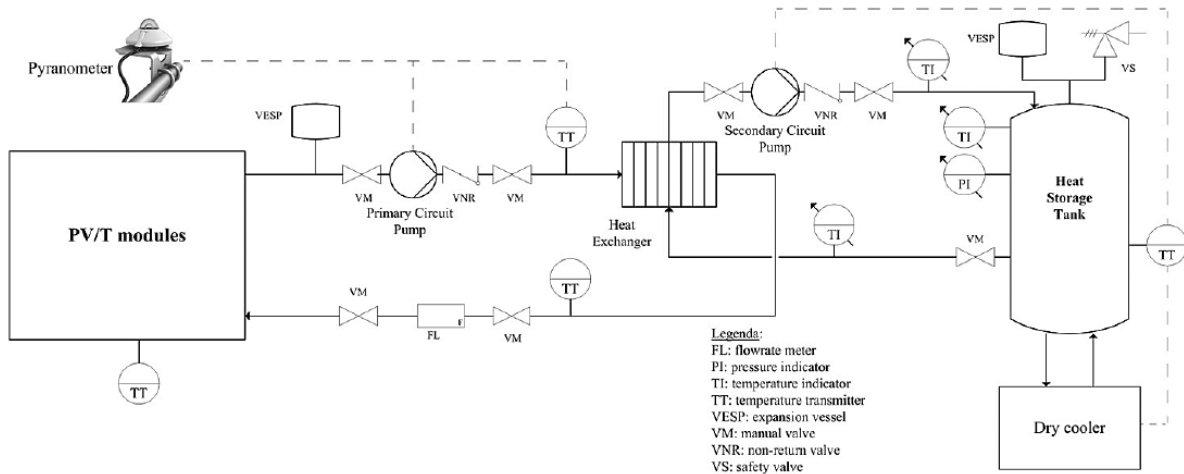 VESP
VS
TI
Pyranometer
VM
VNR
VM
Secondary Circuit
Pump
VESP
TT
TI
VM
VNR
VM
Primary Circuit
Pump
PI
Heat
Storage
Tank
PV/T modules
Heat
Exchanger
TI
VM
TT
TT
VM
F
FL
VM
TT
Legenda:
FL: flowrate meter
PI: pressure indicator
TI: temperature indicator
TT: temperature transmitter
VESP: expansion vessel
VM: manual valve
VNR: non-return valve
VS: safety valve
Dry cooler